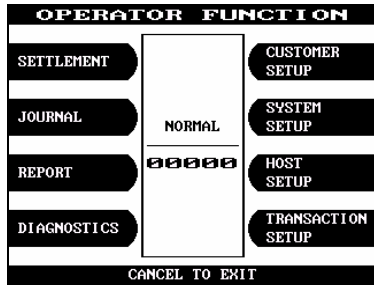 OPERATOR FUNCTION
SETTLEMENT
JOURNAL
REPORT
DIAGNOSTICS
NORMAL
00000
CUSTOMER
SETUP
SYSTEM
SETUP
HOST
SETUP
TRANSACTION
SETUP
CANCEL TO EXIT